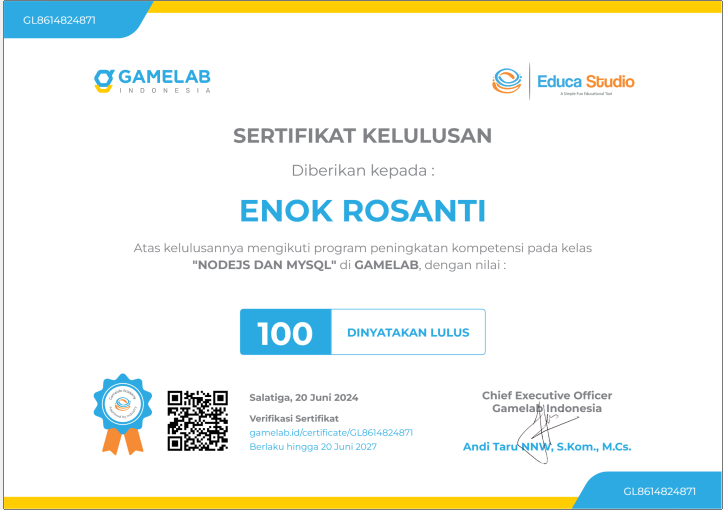 GL8614824871
GAMELAB
INDONESIA
Educa Studio
A Simple Fun Educational Tool
SERTIFIKAT KELULUSAN
Diberikan kepada :
ENOK ROSANTI
Atas kelulusannya mengikuti program peningkatan kompetensi pada kelas
"NODEJS DAN MYSQL" di GAMELAB, dengan nilai :
100 DINYATAKAN LULUS
Salatiga, 20 Juni 2024
Verifikasi Sertifikat
gamelab.id/certificate/GL8614824871
Berlaku hingga 20 Juni 2027
Chief Executive Officer
Gamelab Indonesia
Andi Taru NNW, S.Kom., M.Cs.
GL8614824871